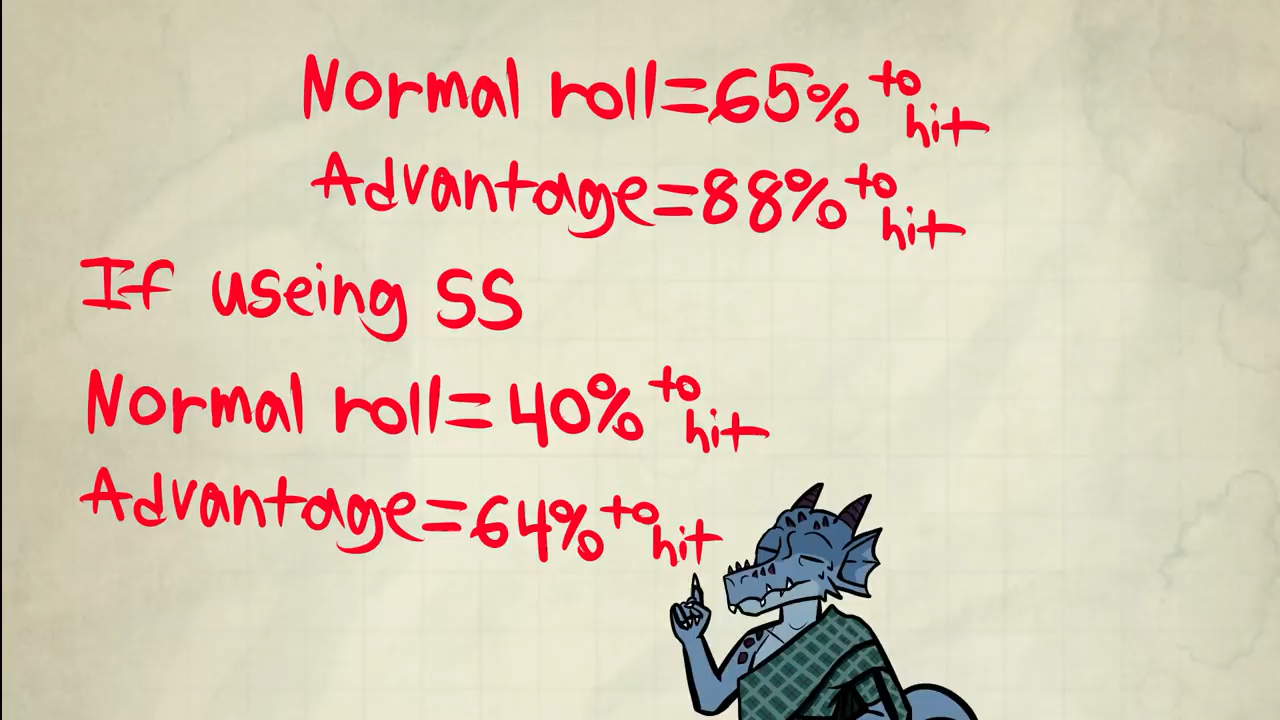 Normal roll=65% to hit
Advantage=88% to hit
If useing SS
Normal roll=40% to hit
Advantage=64% to hit